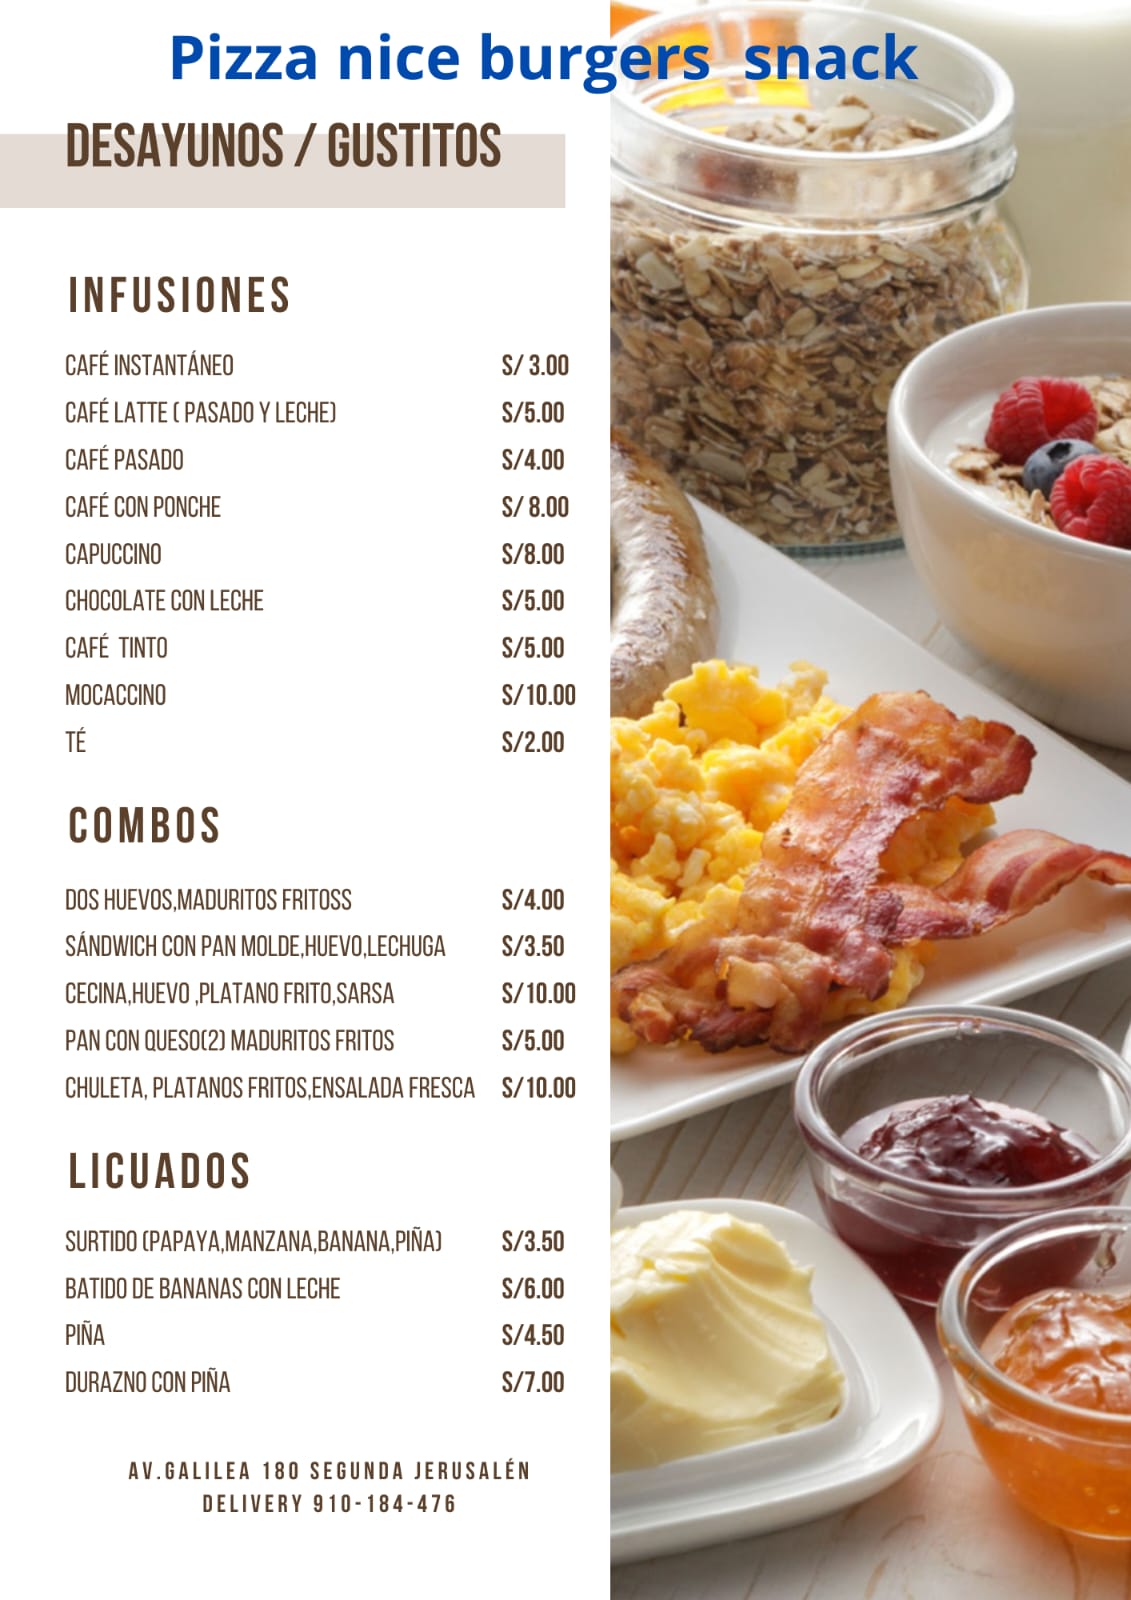 Pizza nice burgers  snack
DESAYUNOS / GUSTITOS
INFUSIONES
CAFÉ INSTANTÁNEO S/ 3.00
CAFÉ LATTE ( PASADO Y LECHE) S/5.00
CAFÉ PASADO S/4.00
CAFÉ CON PONCHE S/ 8.00
CAPUCCINO S/8.00
CHOCOLATE CON LECHE S/5.00
CAFÉ  TINTO S/5.00
MOCACCINO S/10.00
TÉ S/2.00
COMBOS
DOS HUEVOS,MADURITOS FRITOSS S/4.00
SÁNDWICH CON PAN MOLDE,HUEVO,LECHUGA S/3.50
CECINA,HUEVO ,PLATANO FRITO,SARSA S/10.00
PAN CON QUESO(2) MADURITOS FRITOS S/5.00
CHULETA, PLATANOS FRITOS,ENSALADA FRESCA S/10.00
LICUADOS
SURTIDO (PAPAYA,MANZANA,BANANA,PIÑA) S/3.50
BATIDO DE BANANAS CON LECHE S/6.00
PIÑA S/4.50
DURAZNO CON PIÑA S/7.00
AV.GALILEA 180 SEGUNDA JERUSALÉN
DELIVERY 910-184-476